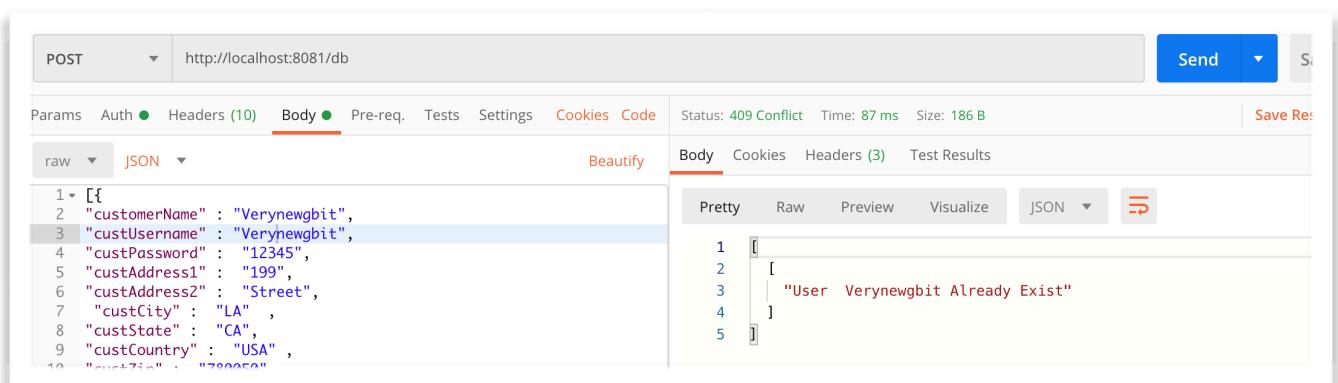 POST http://localhost:8081/db Send
Params Auth Headers (10) Body Pre-req. Tests Settings Cookies Code
raw JSON Beautify
1 [{
2 "customerName" : "Verynewgbit",
3 "custUsername" : "Verynewgbit",
4 "custPassword" : "12345",
5 "custAddress1" : "199",
6 "custAddress2" : "Street",
7 "custCity" : "LA" ,
8 "custState" : "CA",
9 "custCountry" : "USA" ,
10 "custZip" : "780050"
Status: 409 Conflict Time: 87 ms Size: 186 B Save Res
Body Cookies Headers (3) Test Results
Pretty Raw Preview Visualize JSON
1 [
2 [
3 "User Verynewgbit Already Exist"
4 ]
5 ]